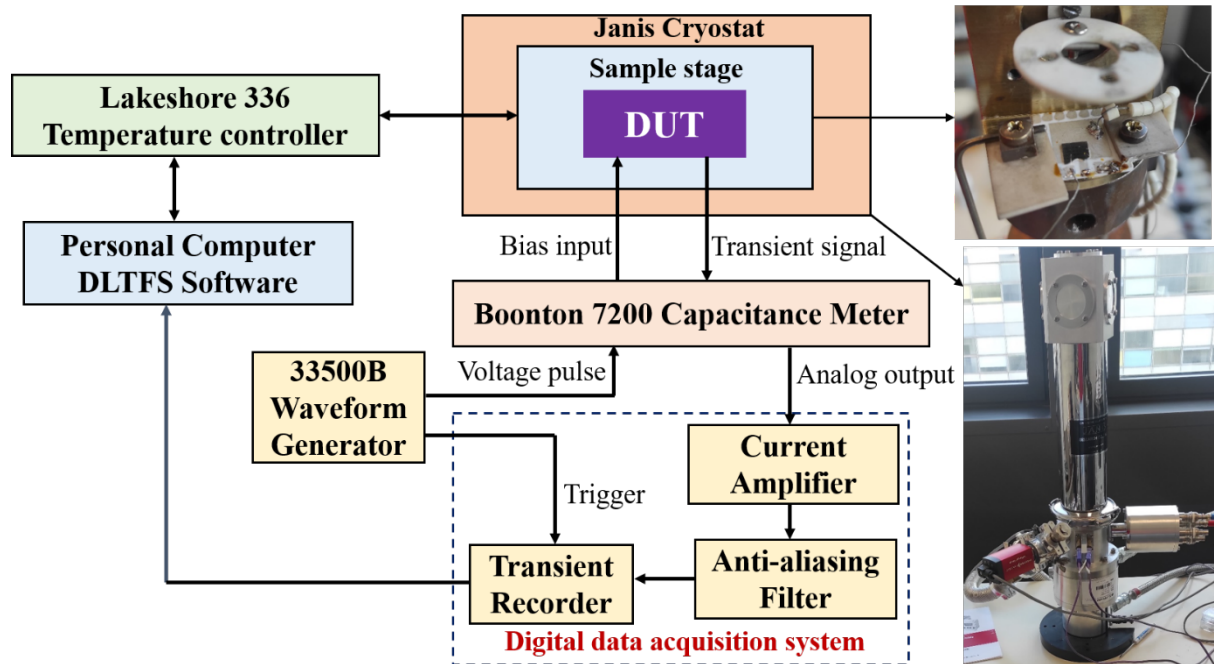 Janis Cryostat
Sample stage
DUT
Lakeshore 336
Temperature controller
Personal Computer
DLTFS Software
Bias input
Transient signal
Boonton 7200 Capacitance Meter
33500B
Waveform
Generator
Voltage pulse
Analog output
Trigger
Current
Amplifier
Anti-aliasing
Filter
Transient
Recorder
Digital data acquisition system